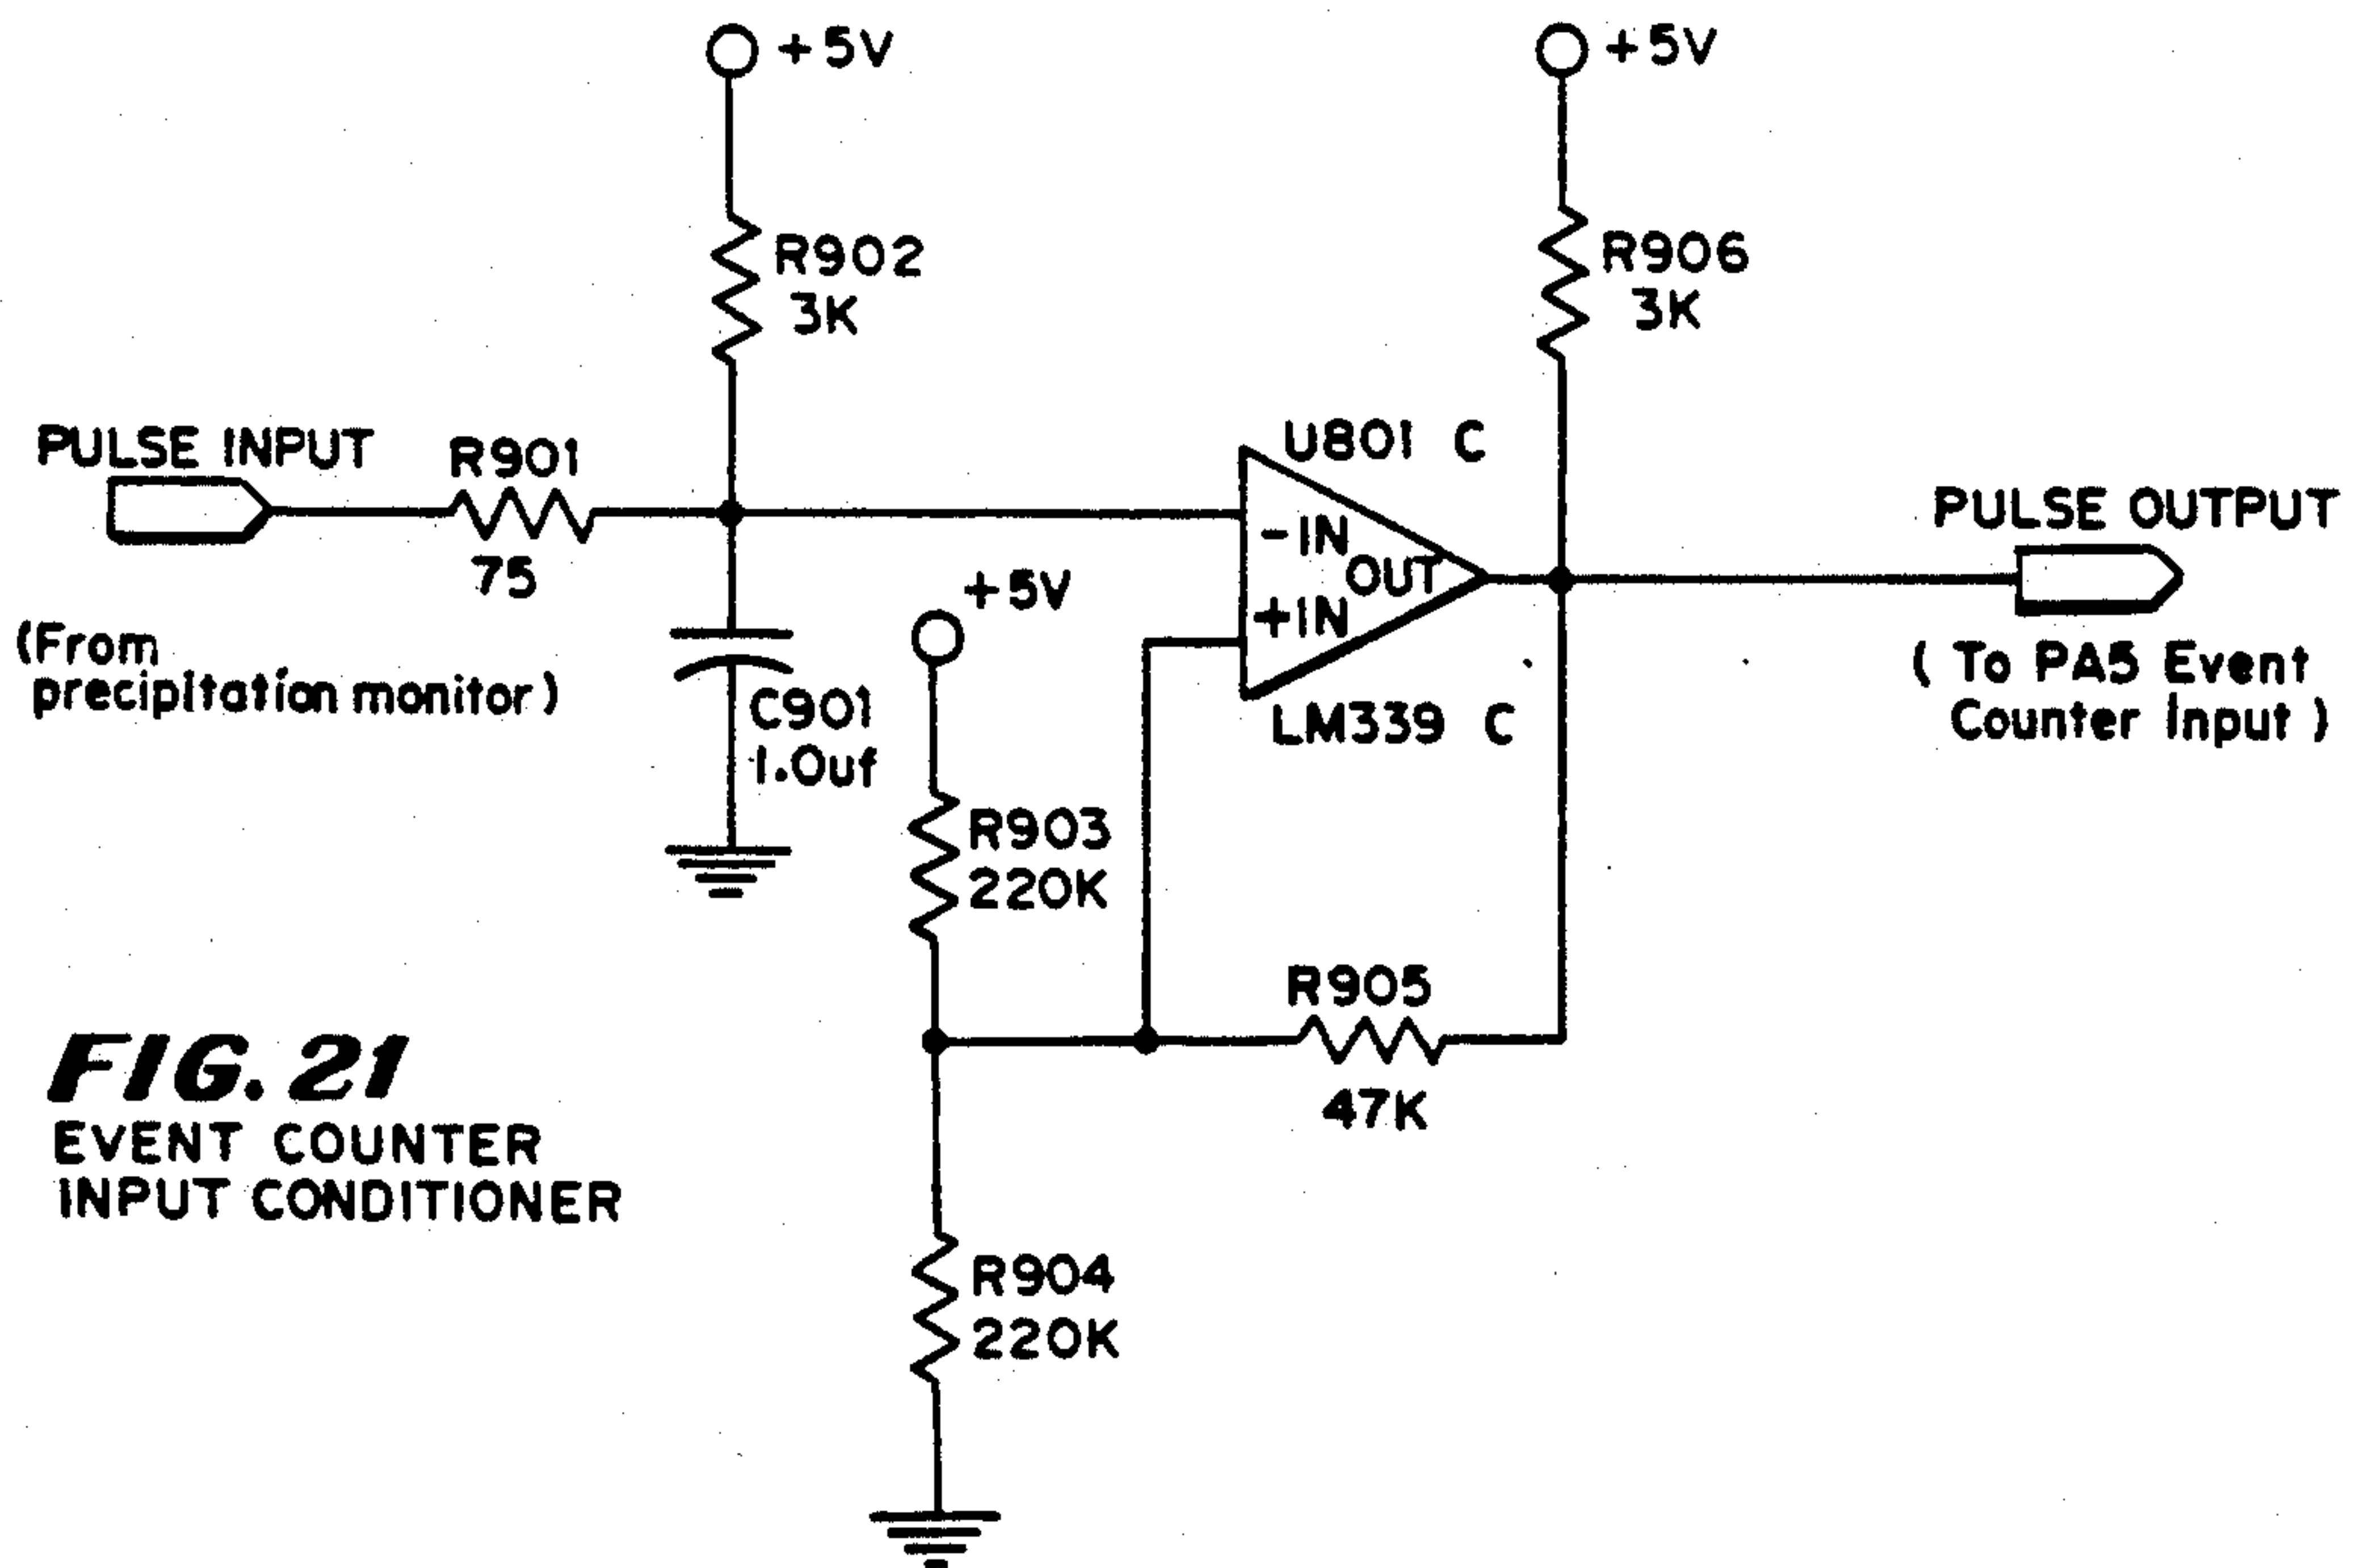 +5V
+5V
R902
3K
R906
3K
PULSE INPUT
R901
75
(From
precipitation monitor)
U801 C
-IN
OUT
+IN
LM339 C
PULSE OUTPUT
( To PA5 Event
Counter Input )
+5V
C901
1.0uf
R903
220K
R905
47K
R904
220K
FIG. 21
EVENT COUNTER
INPUT CONDITIONER